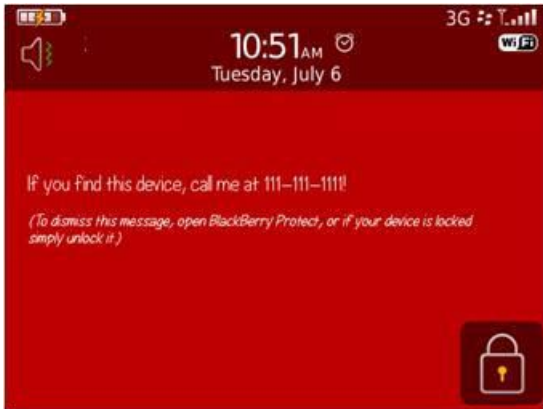 3G
10:51AM
WiFi
Tuesday, July 6
If you find this device, call me at 111-111-1111!
(To dismiss this message, open BlackBerry Protect, or if your device is locked
simply unlock it.)